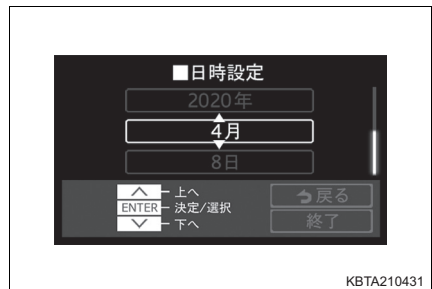 ■日時設定
2020年
4月
8日
上へ
ENTER 決定/選択
下へ
戻る
終了
KBTA210431